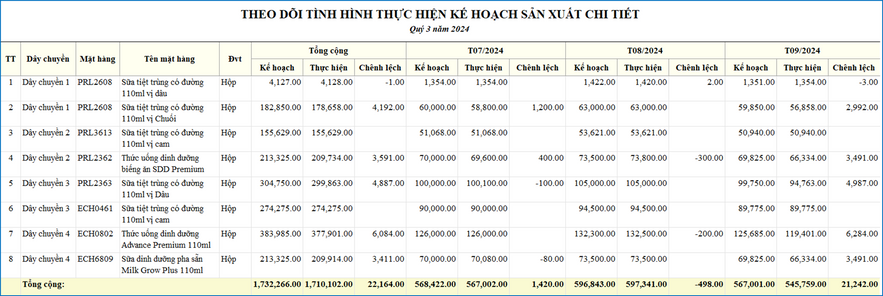 THEO DÕI TÌNH HÌNH THỰC HIỆN KẾ HOẠCH SẢN XUẤT CHI TIẾT
Quý 3 năm 2024
TT Dây chuyền Mặt hàng Tên mặt hàng Đvt Tổng cộng T07/2024 T08/2024 T09/2024
Kế hoạch Thực hiện Chênh lệch Kế hoạch Thực hiện Chênh lệch Kế hoạch Thực hiện Chênh lệch Kế hoạch Thực hiện Chênh lệch
1 Dây chuyền 1 PRL2608 Sữa tiệt trùng có đường Hộp 4,127.00 4,128.00 -1.00 1,354.00 1,354.00 1,422.00 1,420.00 2.00 1,351.00 1,354.00 -3.00
110ml vị dâu
2 Dây chuyền 1 PRL2608 Sữa tiệt trùng có đường Hộp 182,850.00 178,658.00 4,192.00 60,000.00 58,800.00 1,200.00 63,000.00 63,000.00 59,850.00 56,858.00 2,992.00
110ml vị Chuối
3 Dây chuyền 2 PRL3613 Sữa tiệt trùng có đường Hộp 155,629.00 155,629.00 51,068.00 51,068.00 53,621.00 53,621.00 50,940.00 50,940.00
110ml vị cam
4 Dây chuyền 2 PRL2362 Thức uống dinh dưỡng Hộp 213,325.00 209,734.00 3,591.00 70,000.00 69,600.00 400.00 73,500.00 73,800.00 -300.00 69,825.00 66,334.00 3,491.00
biếng ăn SDD Premium
5 Dây chuyền 3 PRL2363 Sữa tiệt trùng có đường Hộp 304,750.00 299,863.00 4,887.00 100,000.00 100,100.00 -100.00 105,000.00 105,000.00 99,750.00 94,763.00 4,987.00
110ml vị Dâu
6 Dây chuyền 3 ECH0461 Sữa tiệt trùng có đường Hộp 274,275.00 274,275.00 90,000.00 90,000.00 94,500.00 94,500.00 89,775.00 89,775.00
110ml vị cam
7 Dây chuyền 4 ECH0802 Thức uống dinh dưỡng Hộp 383,985.00 377,901.00 6,084.00 126,000.00 126,000.00 132,300.00 132,500.00 -200.00 125,685.00 119,401.00 6,284.00
Advance Premium 110ml
8 Dây chuyền 4 ECH6809 Sữa dinh dưỡng pha sẵn Hộp 213,325.00 209,914.00 3,411.00 70,000.00 70,080.00 -80.00 73,500.00 73,500.00 69,825.00 66,334.00 3,491.00
Milk Grow Plus 110ml
Tổng cộng: 1,732,266.00 1,710,102.00 22,164.00 568,422.00 567,002.00 1,420.00 596,843.00 597,341.00 -498.00 567,001.00 545,759.00 21,242.00